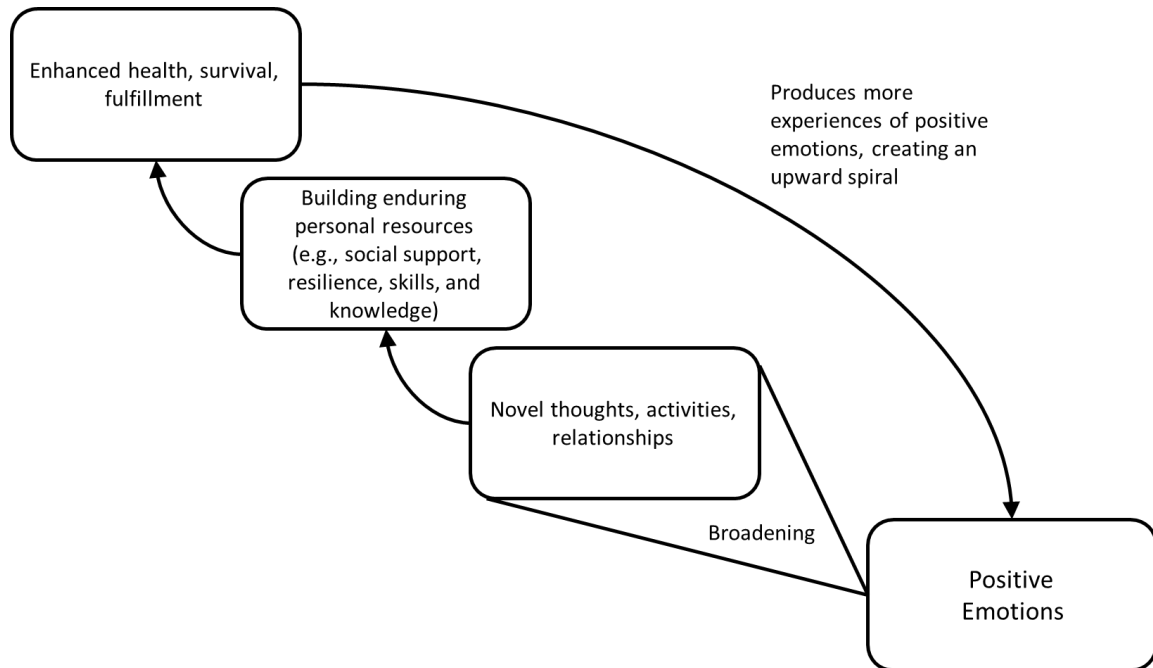 Enhanced health, survival,
fulfillment
Produces more
experiences of positive
emotions, creating an
upward spiral
Building enduring
personal resources
(e.g., social support,
resilience, skills, and
knowledge)
Novel thoughts, activities,
relationships
Broadening
Positive
Emotions